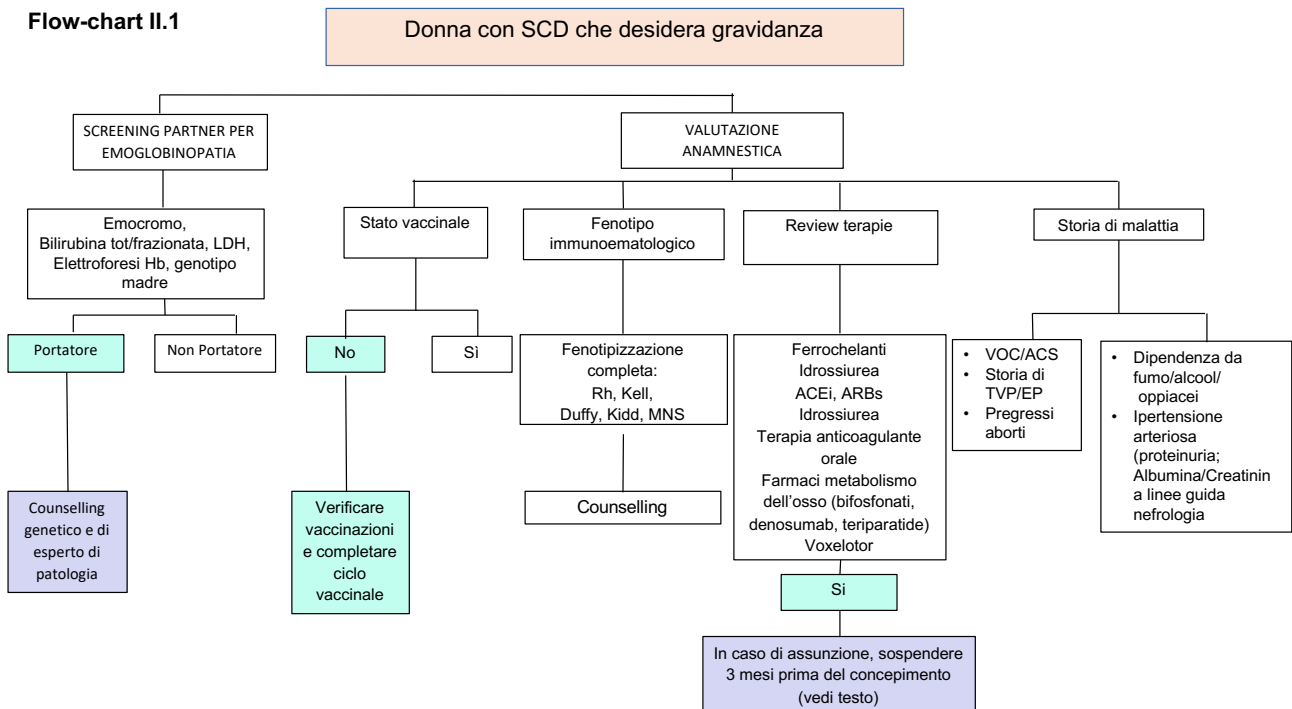 Flow-chart II.1
Donna con SCD che desidera gravidanza
SCREENING PARTNER PER
EMOGLOBINOPATIA
VALUTAZIONE
ANAMNESTICA
Emocromo,
Bilirubina tot/frazionata, LDH,
Elettroforesi Hb, genotipo
madre
Stato vaccinale
Fenotipo
immunoematologico
Review terapie
Storia di malattia
Portatore
Non Portatore
No
Sì
Fenotipizzazione
completa:
Rh, Kell,
Duffy, Kidd, MNS
Ferrochelanti
Idrossiurea
ACEi, ARBs
Idrossiurea
Terapia anticoagulante
orale
Farmaci metabolismo
dell’osso (bifosfonati,
denosumab, teriparatide)
Voxelotor
• VOC/ACS
• Storia di
TVP/EP
• Pregressi
aborti
• Dipendenza da
fumo/alcool/
oppiacei
• Ipertensione
arteriosa
(proteinuria;
Albumina/Creatinin
a linee guida
nefrologia
Counselling
genetico e di
esperto di
patologia
Verificare
vaccinazioni
e completare
ciclo
vaccinale
Counselling
Si
In caso di assunzione, sospendere
3 mesi prima del concepimento
(vedi testo)